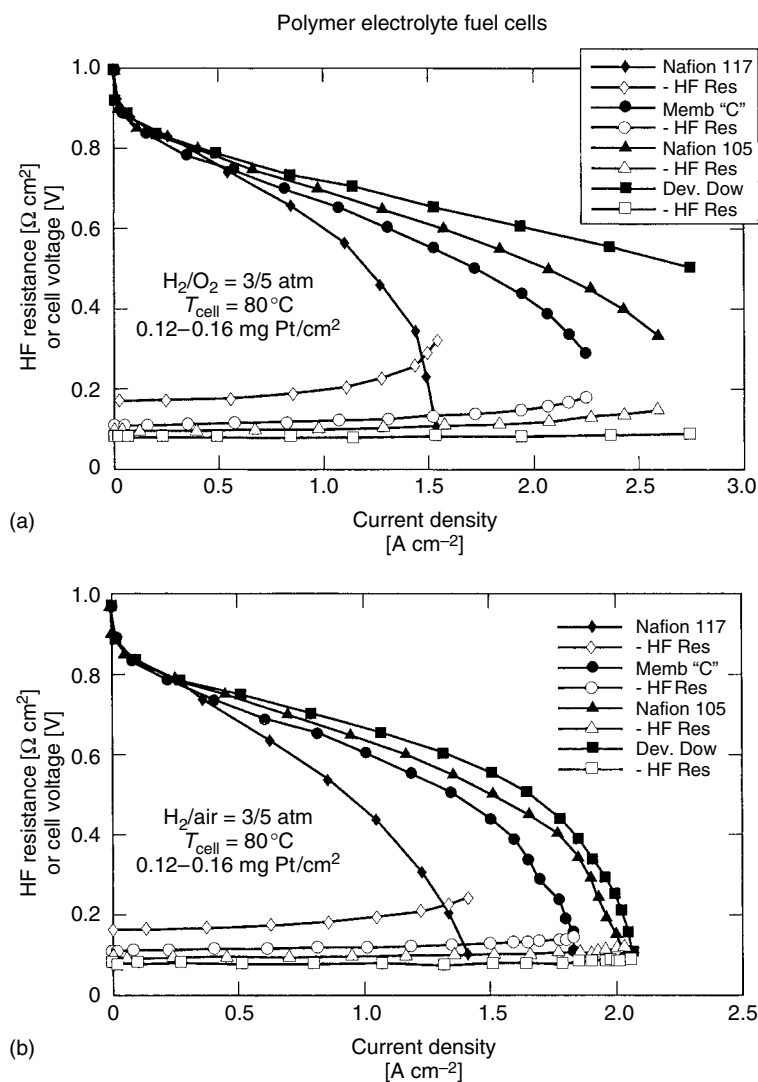 Polymer electrolyte fuel cells
1.0
0.8
0.6
0.4
0.2
0
HF resistance [Ω cm²]
or cell voltage [V]
Nafion 117
- HF Res
Memb “C”
- HF Res
Nafion 105
- HF Res
Dev. Dow
- HF Res
H₂/O₂ = 3/5 atm
T_cell = 80°C
0.12–0.16 mg Pt/cm²
0 0.5 1.0 1.5 2.0 2.5 3.0
(a)
Current density
[A cm⁻²]
1.0
0.8
0.6
0.4
0.2
0
HF resistance [Ω cm²]
or cell voltage [V]
Nafion 117
- HF Res
Memb “C”
- HF Res
Nafion 105
- HF Res
Dev. Dow
- HF Res
H₂/air = 3/5 atm
T_cell = 80°C
0.12–0.16 mg Pt/cm²
0 0.5 1.0 1.5 2.0 2.5
(b)
Current density
[A cm⁻²]